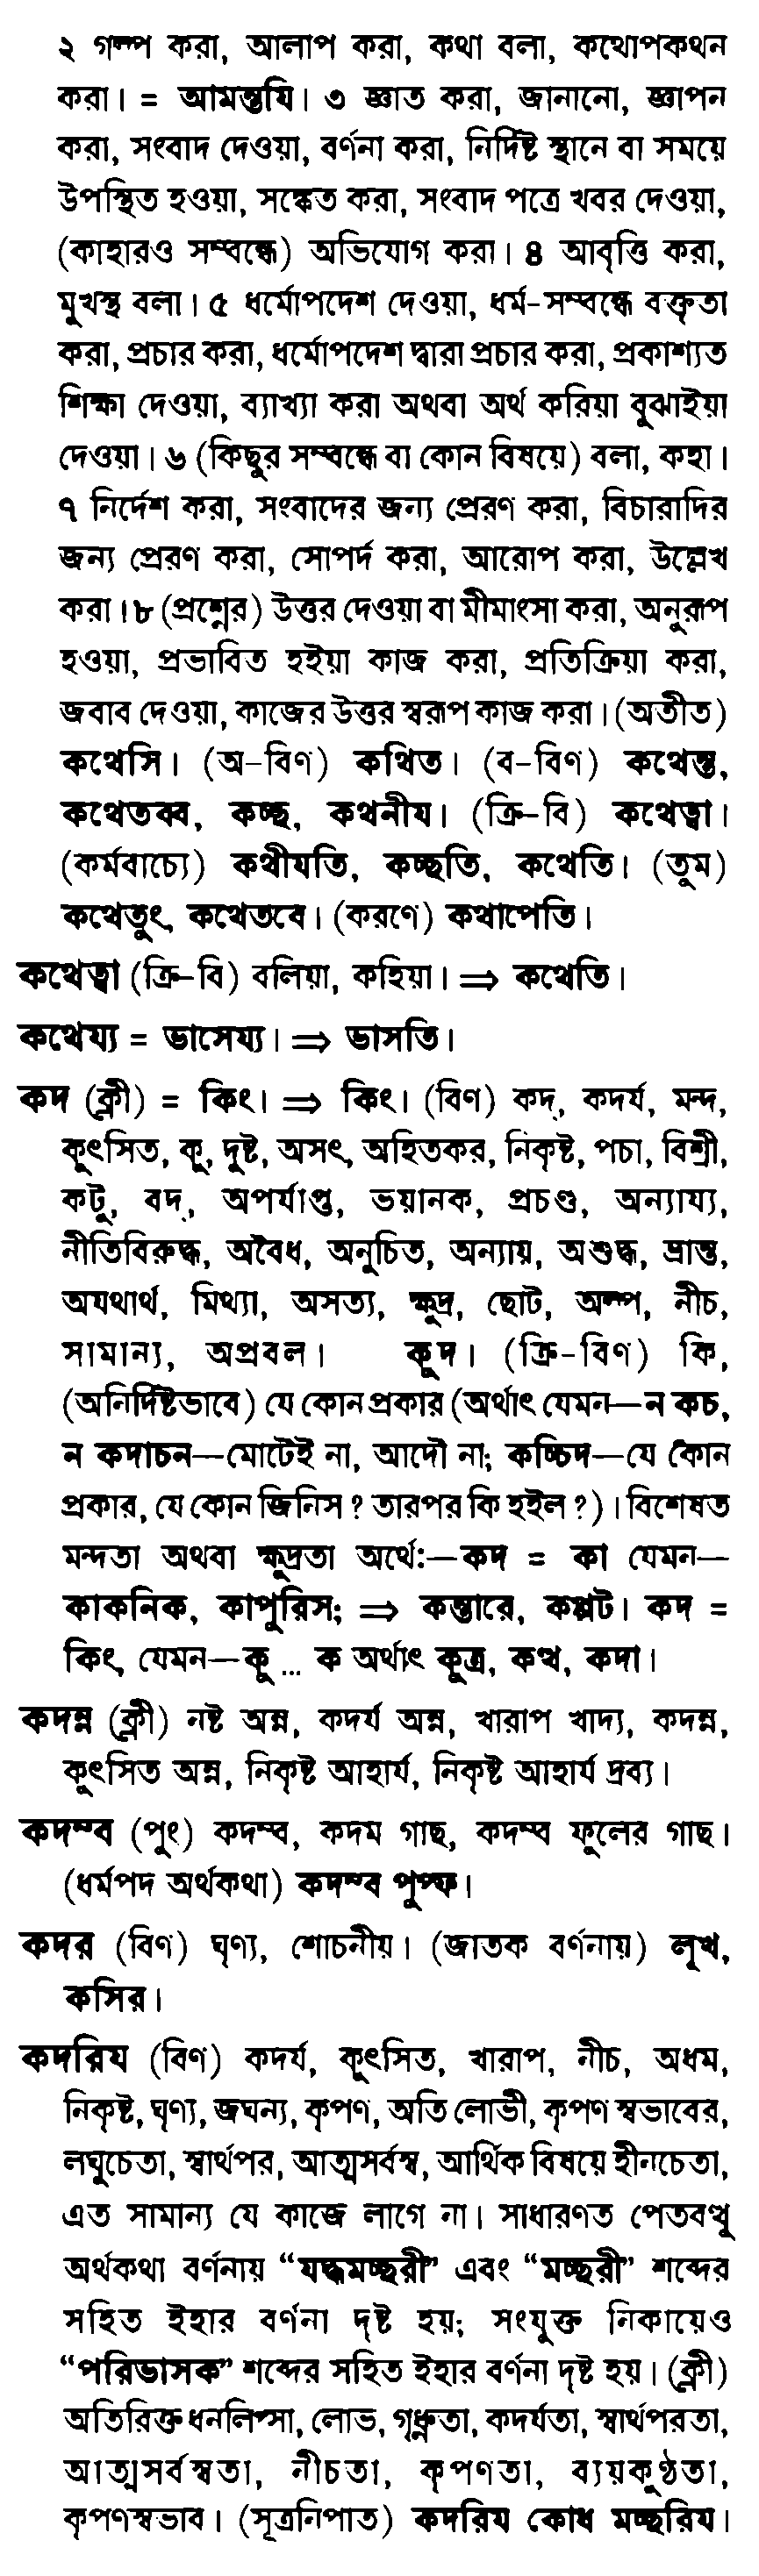 ২ গল্প করা, আলাপ করা, কথা বলা, কথোপকথন
করা। = আমন্তযি। ৩ জ্ঞাত করা, জানানো, জ্ঞাপন
করা, সংবাদ দেওয়া, বর্ণনা করা, নির্দিষ্ট স্থানে বা সময়ে
উপস্থিত হওয়া, সঙ্কেত করা, সংবাদ পত্রে খবর দেওয়া,
(কাহারও সম্বন্ধে) অভিযোগ করা। ৪ আবৃত্তি করা,
মুখস্থ বলা। ৫ ধর্মোপদেশ দেওয়া, ধর্ম-সম্বন্ধে বক্তৃতা
করা, প্রচার করা, ধর্মোপদেশ দ্বারা প্রচার করা, প্রকাশ্যত
শিক্ষা দেওয়া, ব্যাখ্যা করা অথবা অর্থ করিয়া বুঝাইয়া
দেওয়া। ৬ (কিছুর সম্বন্ধে বা কোন বিষয়ে) বলা, কহা।
৭ নির্দেশ করা, সংবাদের জন্য প্রেরণ করা, বিচারাদির
জন্য প্রেরণ করা, সোপর্দ করা, আরোপ করা, উল্লেখ
করা। ৮ (প্রশ্নের) উত্তর দেওয়া বা মীমাংসা করা, অনুরূপ
হওয়া, প্রভাবিত হইয়া কাজ করা, প্রতিক্রিয়া করা,
জবাব দেওয়া, কাজের উত্তর স্বরূপ কাজ করা। (অতীত)
কথেসি। (অ-বিণ) কথিত। (ব-বিণ) কথেন্ত,
কথেতব্ব, কচ্ছ, কথনীয। (ক্রি-বি) কথেত্বা।
(কর্মবাচ্যে) কথীযতি, কচ্ছতি, কথেতি। (তুম)
কথেতুং, কথেতবে। (করণে) কথাপেতি।
কথেত্বা (ক্রি-বি) বলিয়া, কহিয়া। ⇒ কথেতি।
কথেয্য = ভাসেয্য। ⇒ ভাসতি।
কদ (ক্লী) = কিং। ⇒ কিং। (বিণ) কদ্, কদর্য, মন্দ,
কুৎসিত, কু, দুষ্ট, অসৎ, অহিতকর, নিকৃষ্ট, পচা, বিশ্রী,
কটু, বদ্, অপর্যাপ্ত, ভয়ানক, প্রচণ্ড, অন্যায্য,
নীতিবিরুদ্ধ, অবৈধ, অনুচিত, অন্যায়, অশুদ্ধ, ভ্রান্ত,
অযথার্থ, মিথ্যা, অসত্য, ক্ষুদ্র, ছোট, অল্প, নীচ,
সামান্য, অপ্রবল। কুদ। (ক্রি-বিণ) কি,
(অনির্দিষ্টভাবে) যে কোন প্রকার (অর্থাৎ যেমন—ন কচ,
ন কদাচন—মোটেই না, আদৌ না; কচ্চিদ—যে কোন
প্রকার, যে কোন জিনিস ? তারপর কি হইল ?)। বিশেষত
মন্দতা অথবা ক্ষুদ্রতা অর্থে:—কদ = কা যেমন—
কাকনিক, কাপুরিস; ⇒ কন্তারে, কপ্পট। কদ =
কিং, যেমন—কু ... ক অর্থাৎ কুত্র, কত্থ, কদা।
কদন্ন (ক্লী) নষ্ট অন্ন, কদর্য অন্ন, খারাপ খাদ্য, কদন্ন,
কুৎসিত অন্ন, নিকৃষ্ট আহার্য, নিকৃষ্ট আহার্য দ্রব্য।
কদম্ব (পুং) কদম্ব, কদম গাছ, কদম্ব ফুলের গাছ।
(ধর্মপদ অর্থকথা) কদম্ব পুপ্ফ।
কদর (বিণ) ঘৃণ্য, শোচনীয়। (জাতক বর্ণনায়) লূখ,
কসির।
কদরিয (বিণ) কদর্য, কুৎসিত, খারাপ, নীচ, অধম,
নিকৃষ্ট, ঘৃণ্য, জঘন্য, কৃপণ, অতি লোভী, কৃপণ স্বভাবের,
লঘুচেতা, স্বার্থপর, আত্মসর্বস্ব, আর্থিক বিষয়ে হীনচেতা,
এত সামান্য যে কাজে লাগে না। সাধারণত পেতবত্থু
অর্থকথা বর্ণনায় “যদ্ধমচ্ছরী” এবং “মচ্ছরী” শব্দের
সহিত ইহার বর্ণনা দৃষ্ট হয়; সংযুক্ত নিকায়েও
“পরিভাসক” শব্দের সহিত ইহার বর্ণনা দৃষ্ট হয়। (ক্লী)
অতিরিক্ত ধনলিপ্সা, লোভ, গৃধ্নুতা, কদর্যতা, স্বার্থপরতা,
আত্মসর্বস্বতা, নীচতা, কৃপণতা, ব্যয়কুণ্ঠতা,
কৃপণস্বভাব। (সূত্রনিপাত) কদরিয কোধ মচ্ছরিয।